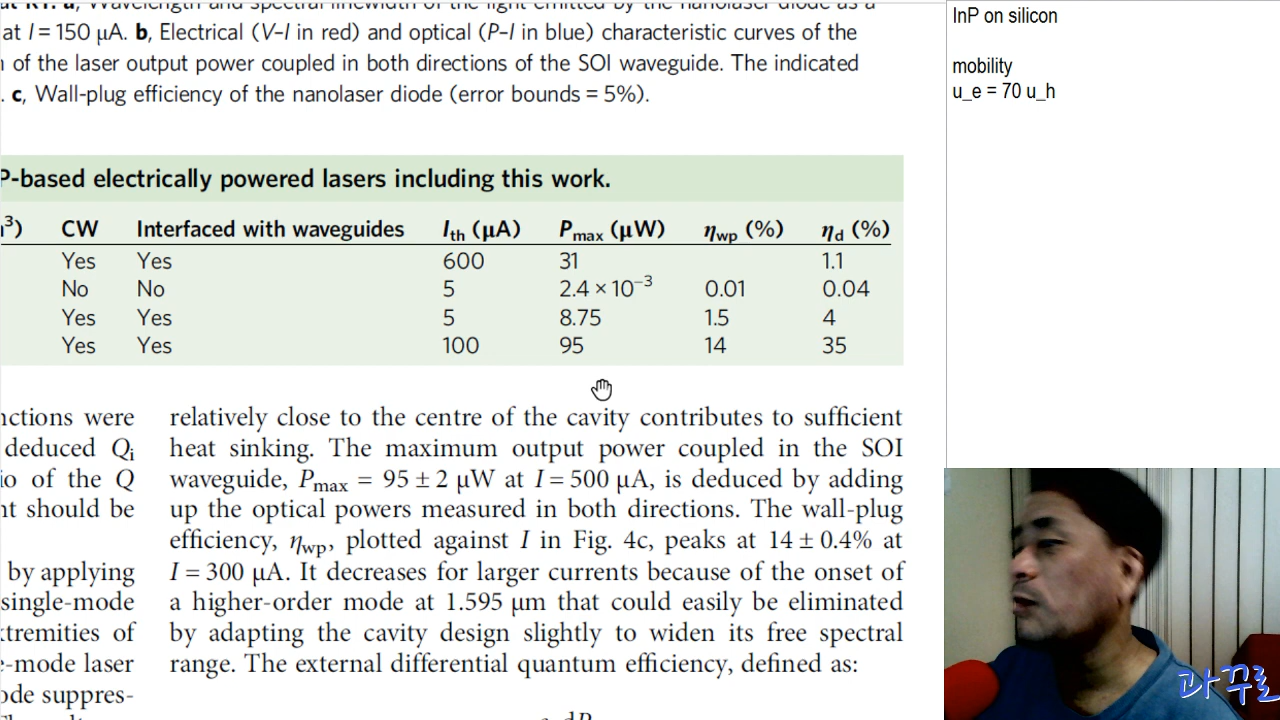 at I = 150 μA. b, Electrical (V–I in red) and optical (P–I in blue) characteristic curves of the
of the laser output power coupled in both directions of the SOI waveguide. The indicated
. c, Wall-plug efficiency of the nanolaser diode (error bounds = 5%).
P-based electrically powered lasers including this work.
³) CW Interfaced with waveguides I_th (μA) P_max (μW) η_wp (%) η_d (%)
Yes Yes 600 31 1.1
No No 5 2.4 × 10⁻³ 0.01 0.04
Yes Yes 5 8.75 1.5 4
Yes Yes 100 95 14 35
nctions were
deduced Q_i
io of the Q
nt should be
by applying
single-mode
xtremities of
e-mode laser
ode suppres-
relatively close to the centre of the cavity contributes to sufficient
heat sinking. The maximum output power coupled in the SOI
waveguide, P_max = 95 ± 2 μW at I = 500 μA, is deduced by adding
up the optical powers measured in both directions. The wall-plug
efficiency, η_wp, plotted against I in Fig. 4c, peaks at 14 ± 0.4% at
I = 300 μA. It decreases for larger currents because of the onset of
a higher-order mode at 1.595 μm that could easily be eliminated
by adapting the cavity design slightly to widen its free spectral
range. The external differential quantum efficiency, defined as:
InP on silicon
mobility
u_e = 70 u_h
과꾸로